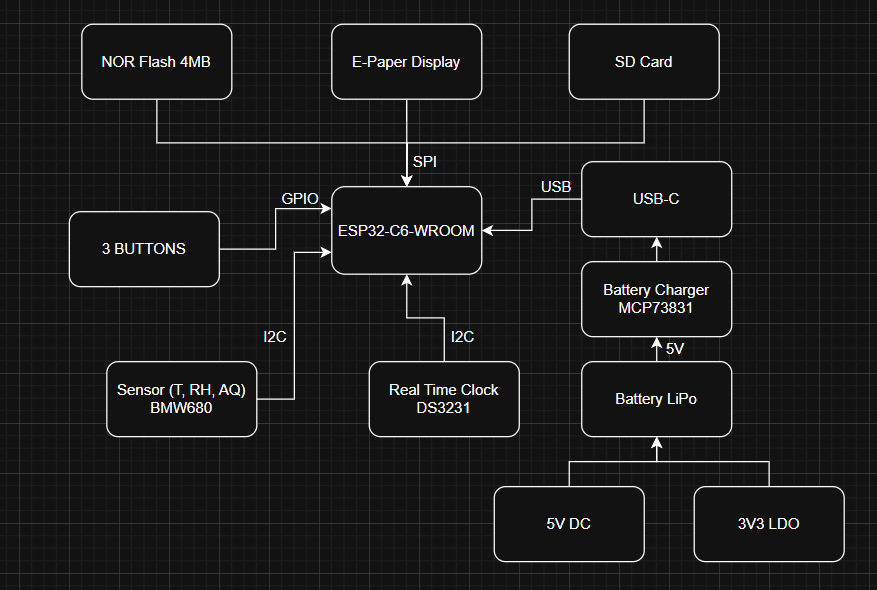 NOR Flash 4MB
E-Paper Display
SD Card
SPI
GPIO
USB
USB-C
ESP32-C6-WROOM
3 BUTTONS
Battery Charger
MCP73831
I2C
I2C
5V
Sensor (T, RH, AQ)
BMW680
Real Time Clock
DS3231
Battery LiPo
5V DC
3V3 LDO